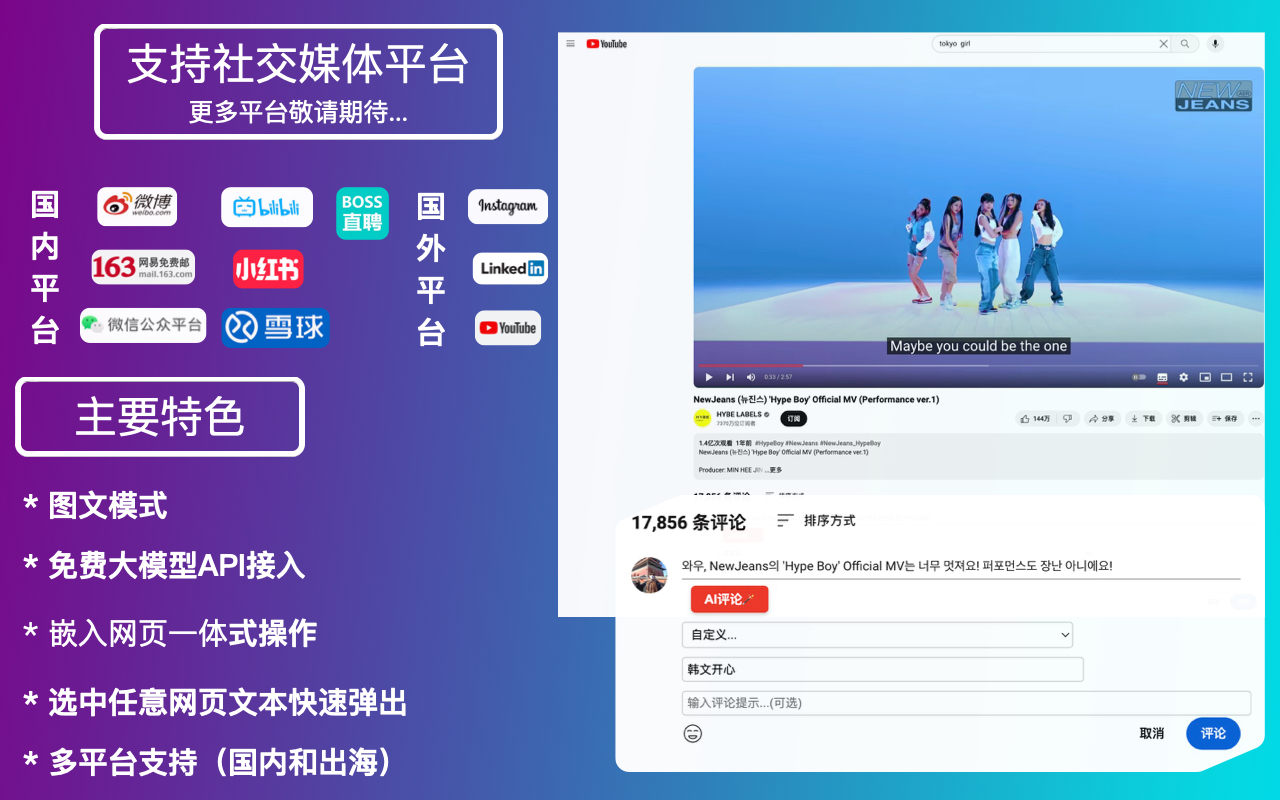 支持社交媒体平台
更多平台敬请期待...
国内平台
微博
weibo.com
bilibili
BOSS
直聘
163 网易免费邮
mail.163.com
小红书
微信公众平台
雪球
国外平台
Instagram
Linked in
YouTube
主要特色
* 图文模式
* 免费大模型API接入
* 嵌入网页一体式操作
* 选中任意网页文本快速弹出
* 多平台支持（国内和出海）
YouTube
tokyo girl
NEW
JEANS
Maybe you could be the one
0:33 / 2:57
NewJeans (뉴진스) 'Hype Boy' Official MV (Performance ver.1)
HYBE LABELS
7370万位订阅者
订阅
144万
分享
下载
剪辑
保存
1.4亿次观看 1年前 #HypeBoy #NewJeans #NewJeans_HypeBoy
NewJeans (뉴진스) 'Hype Boy' Official MV (Performance ver.1)
Producer: MIN HEE JIN ...更多
17,856 条评论
排序方式
와우, NewJeans의 'Hype Boy' Official MV는 너무 멋져요! 퍼포먼스도 장난 아니에요!
AI评论
自定义...
韩文开心
输入评论提示...(可选)
取消
评论